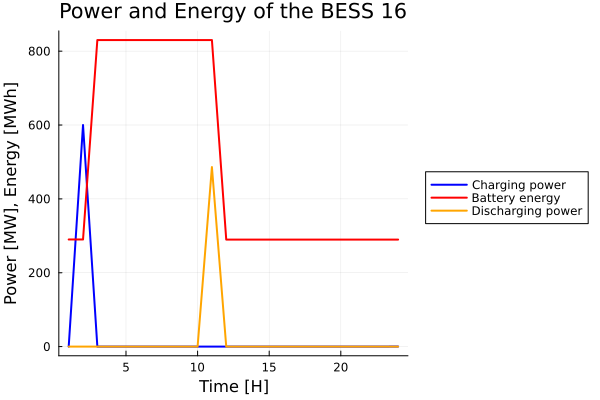 Power and Energy of the BESS 16
Power [MW], Energy [MWh]
800
600
400
200
0
5
10
15
20
Time [H]
Charging power
Battery energy
Discharging power